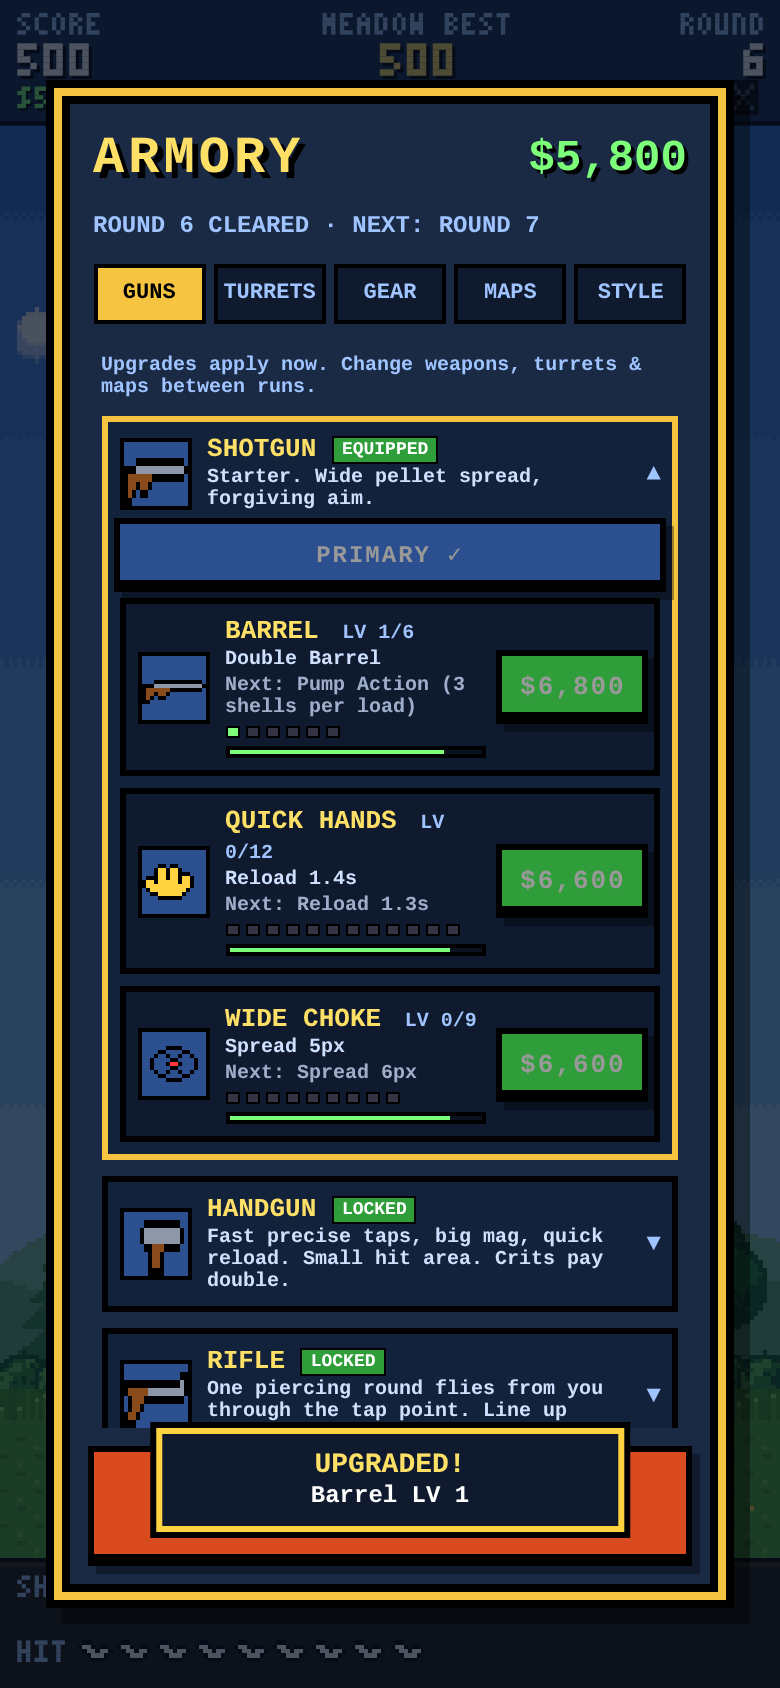 SCORE
MEADOW BEST
ROUND
500
500
6
$5
X
ARMORY
$5,800
ROUND 6 CLEARED · NEXT: ROUND 7
GUNS
TURRETS
GEAR
MAPS
STYLE
Upgrades apply now. Change weapons, turrets &
maps between runs.
SHOTGUN EQUIPPED
Starter. Wide pellet spread,
forgiving aim.
▲
PRIMARY ✓
BARREL LV 1/6
Double Barrel
Next: Pump Action (3
shells per load)
$6,800
QUICK HANDS LV
0/12
Reload 1.4s
Next: Reload 1.3s
$6,600
WIDE CHOKE LV 0/9
Spread 5px
Next: Spread 6px
$6,600
HANDGUN LOCKED
Fast precise taps, big mag, quick
reload. Small hit area. Crits pay
double.
▼
RIFLE LOCKED
One piercing round flies from you
through the tap point. Line up
▼
UPGRADED!
Barrel LV 1
SH
HIT